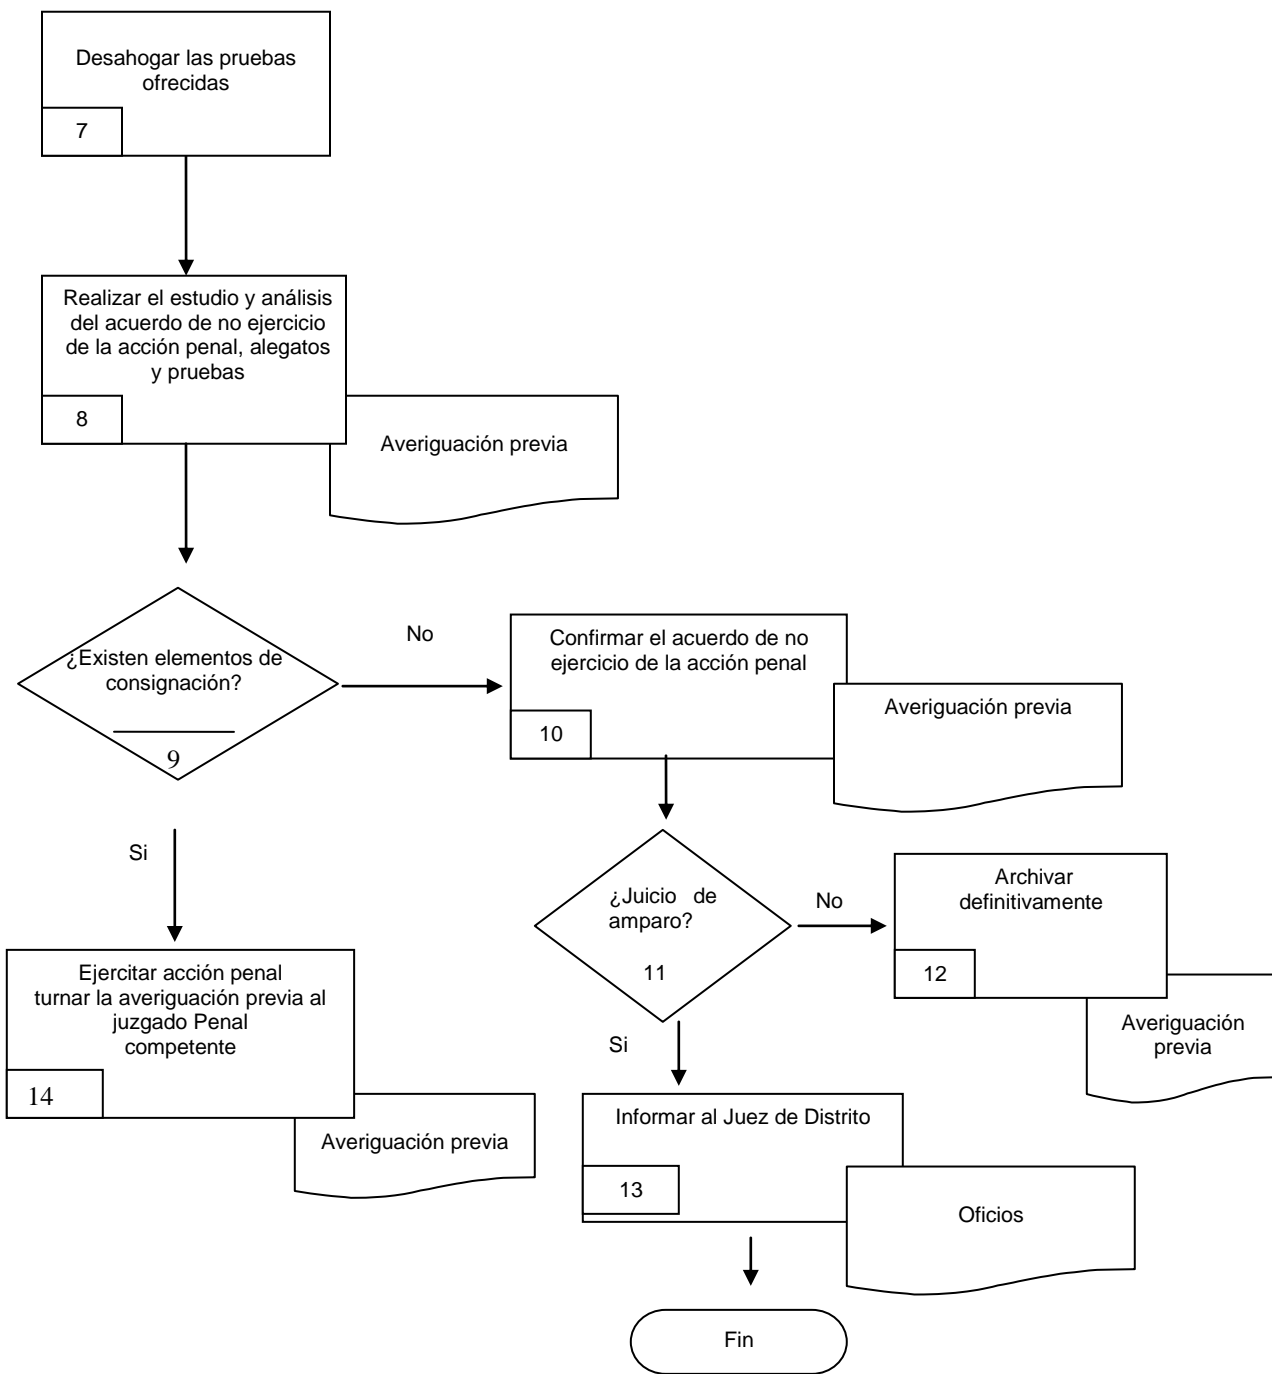 Desahogar las pruebas
ofrecidas
7
Realizar el estudio y análisis
del acuerdo de no ejercicio
de la acción penal, alegatos
y pruebas
8
Averiguación previa
¿Existen elementos de
consignación?
9
No
Confirmar el acuerdo de no
ejercicio de la acción penal
10
Averiguación previa
Si
¿Juicio de
amparo?
11
No
Archivar
definitivamente
12
Averiguación
previa
Ejercitar acción penal
turnar la averiguación previa al
juzgado Penal
competente
14
Averiguación previa
Si
Informar al Juez de Distrito
13
Oficios
Fin